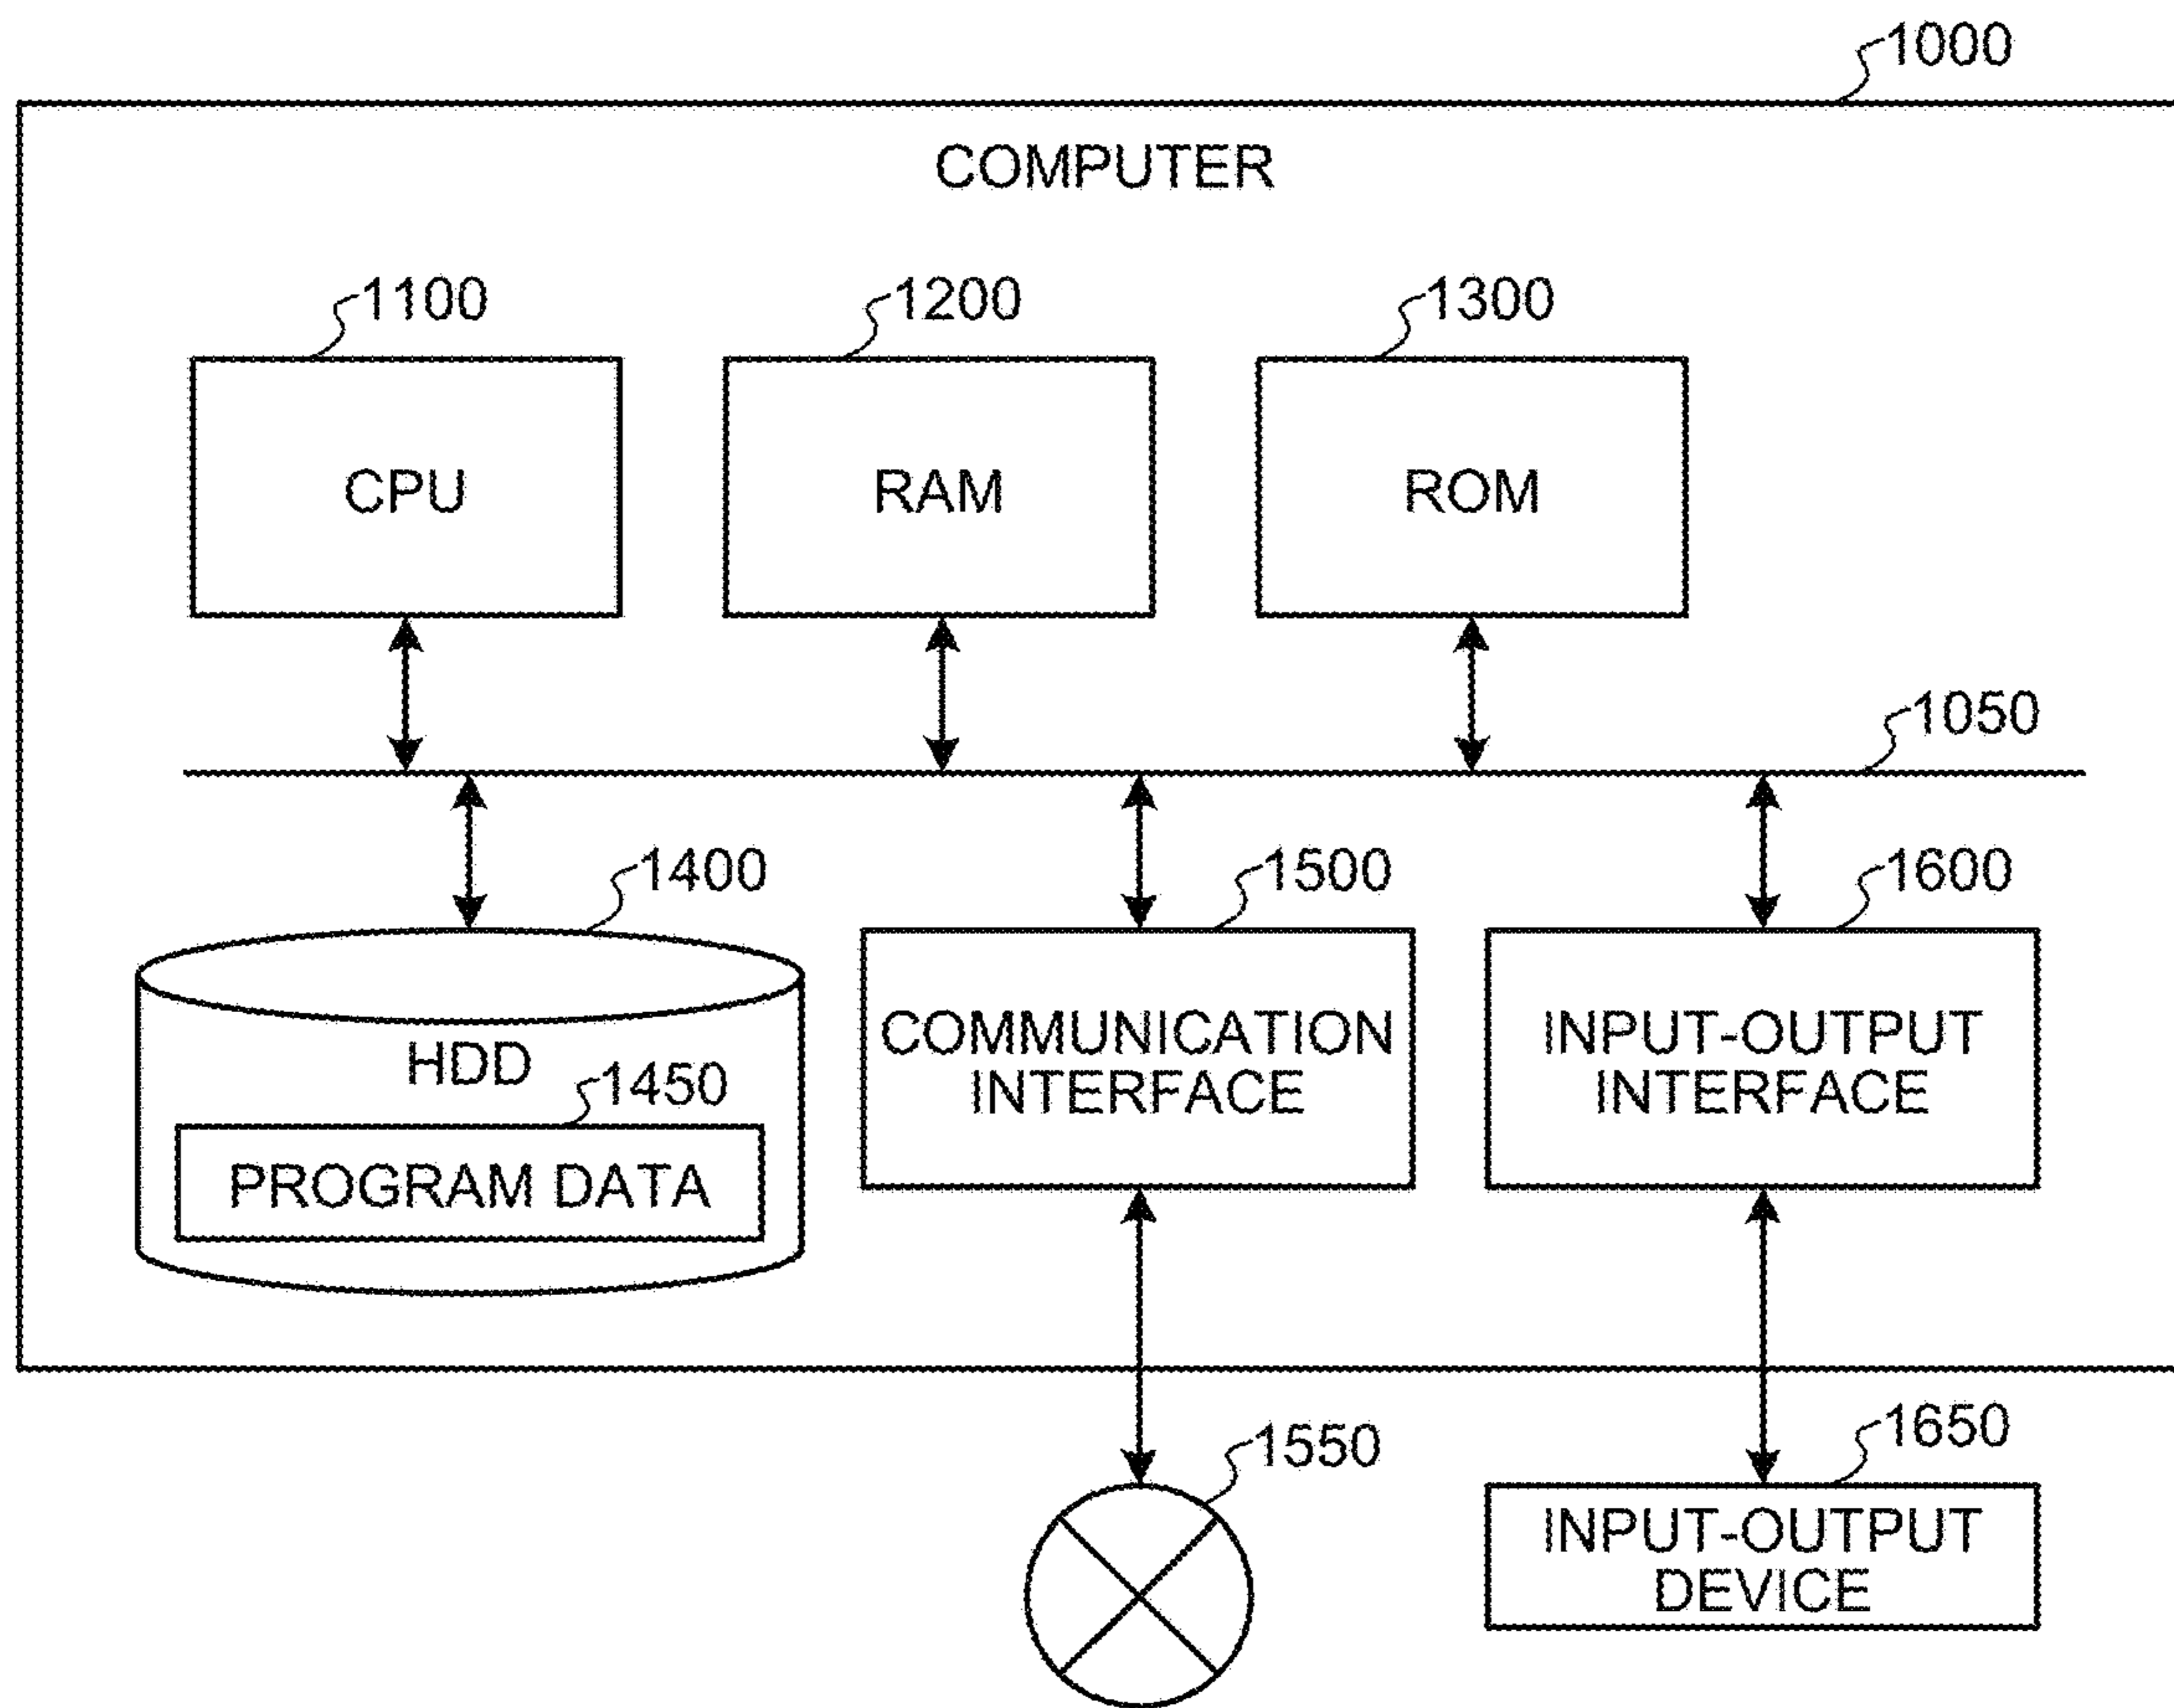 1000
COMPUTER
1100
1200
1300
CPU
RAM
ROM
1050
1400
1500
1600
HDD
1450
PROGRAM DATA
COMMUNICATION
INTERFACE
INPUT-OUTPUT
INTERFACE
1550
1650
INPUT-OUTPUT
DEVICE